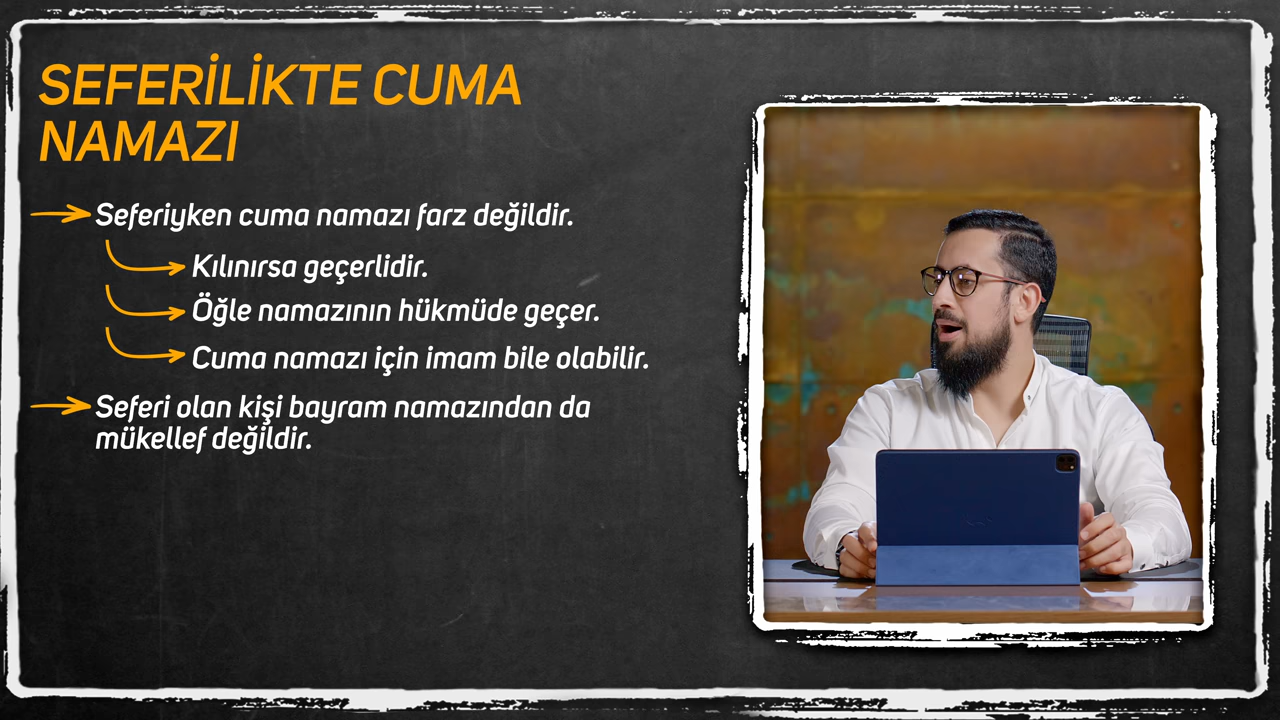 SEFERİLİKTE CUMA
NAMAZI
Seferiyken cuma namazı farz değildir.
Kılınırsa geçerlidir.
Öğle namazının hükmüde geçer.
Cuma namazı için imam bile olabilir.
Seferi olan kişi bayram namazından da
mükellef değildir.